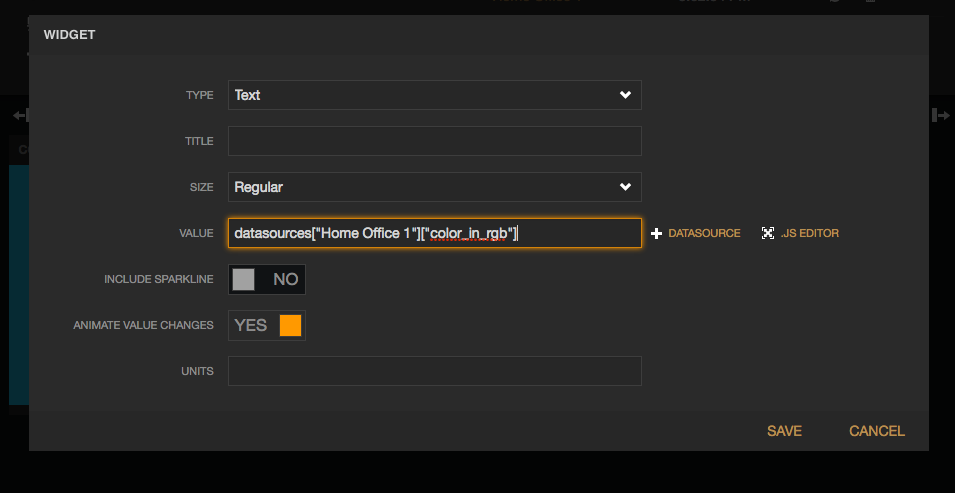 WIDGET
TYPE Text
TITLE
SIZE Regular
VALUE datasources["Home Office 1"]["color_in_rgb"] DATASOURCE .JS EDITOR
INCLUDE SPARKLINE NO
ANIMATE VALUE CHANGES YES
UNITS
SAVE CANCEL